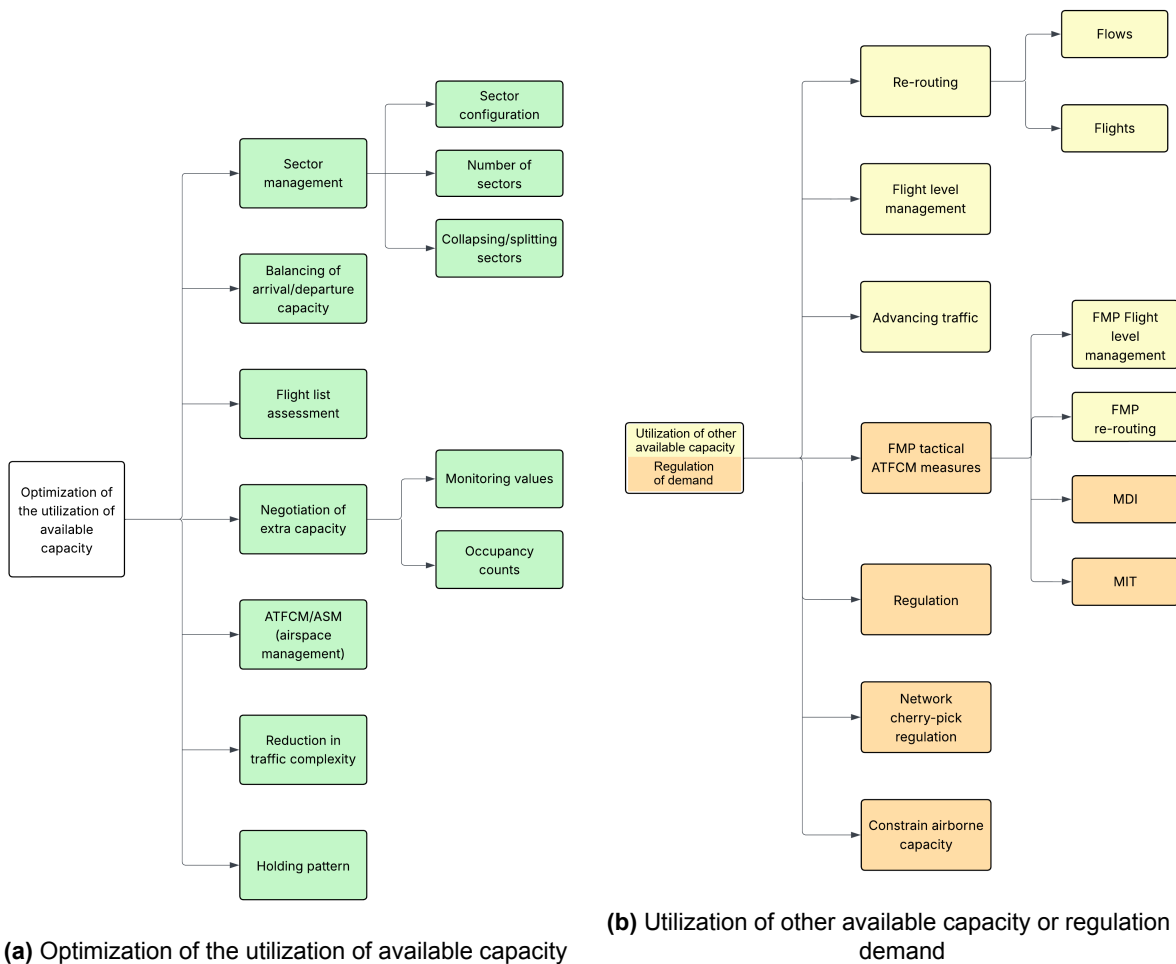 Optimization of
the utilization of
available
capacity
Sector
management
Sector
configuration
Number of
sectors
Collapsing/splitting
sectors
Balancing of
arrival/departure
capacity
Flight list
assessment
Negotiation of
extra capacity
Monitoring values
Occupancy
counts
ATFCM/ASM
(airspace
management)
Reduction in
traffic complexity
Holding pattern
(a) Optimization of the utilization of available capacity
Utilization of other
available capacity
Regulation
of demand
Re-routing
Flows
Flights
Flight level
management
Advancing traffic
FMP tactical
ATFCM measures
FMP Flight
level
management
FMP
re-routing
MDI
MIT
Regulation
Network
cherry-pick
regulation
Constrain airborne
capacity
(b) Utilization of other available capacity or regulation
demand